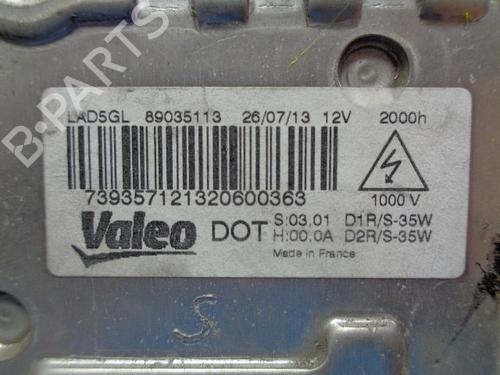 B-PARTS
LAD5GL 89035113 26/07/13 12V 2000h
739357121320600363
1000 V
Valeo DOT S:03,01 D1R/S-35W
H:00.0A D2R/S-35W
Made in France
S